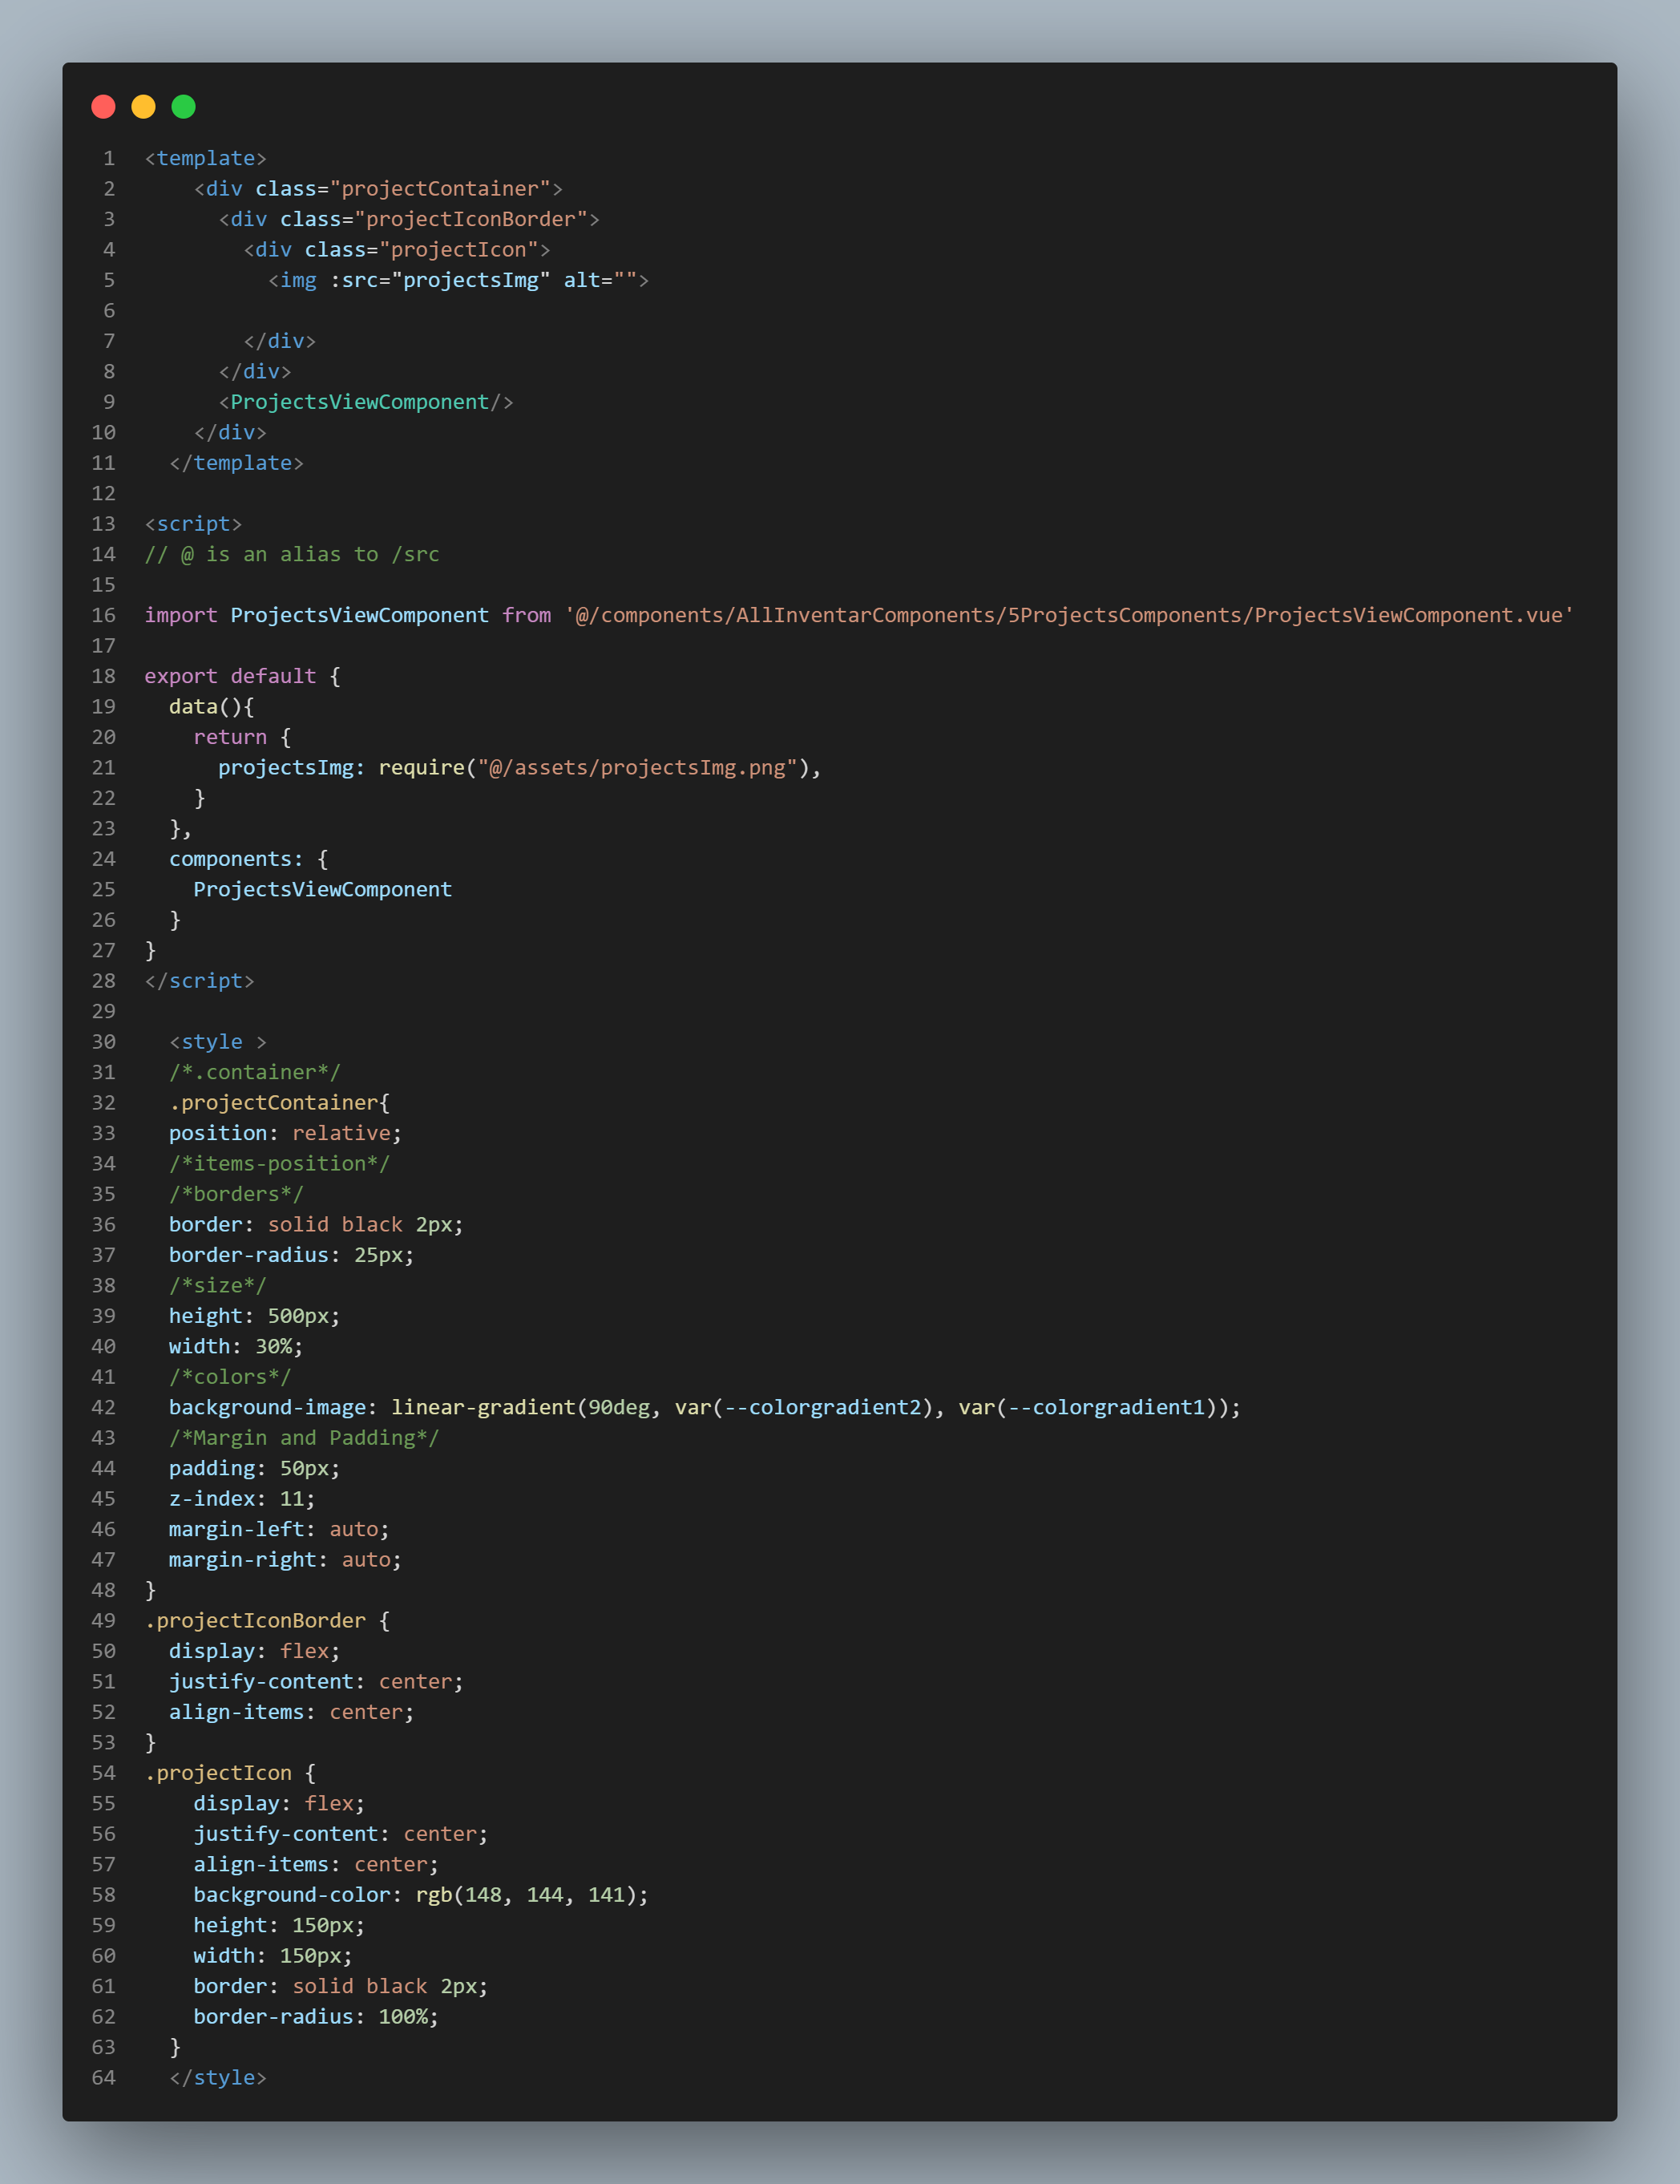 1 <template>
2     <div class="projectContainer">
3       <div class="projectIconBorder">
4         <div class="projectIcon">
5           <img :src="projectsImg" alt="">
6
7         </div>
8       </div>
9       <ProjectsViewComponent/>
10     </div>
11   </template>
12
13 <script>
14 // @ is an alias to /src
15
16 import ProjectsViewComponent from '@/components/AllInventarComponents/5ProjectsComponents/ProjectsViewComponent.vue'
17
18 export default {
19   data(){
20     return {
21       projectsImg: require("@/assets/projectsImg.png"),
22     }
23   },
24   components: {
25     ProjectsViewComponent
26   }
27 }
28 </script>
29
30   <style >
31   /*.container*/
32   .projectContainer{
33   position: relative;
34   /*items-position*/
35   /*borders*/
36   border: solid black 2px;
37   border-radius: 25px;
38   /*size*/
39   height: 500px;
40   width: 30%;
41   /*colors*/
42   background-image: linear-gradient(90deg, var(--colorgradient2), var(--colorgradient1));
43   /*Margin and Padding*/
44   padding: 50px;
45   z-index: 11;
46   margin-left: auto;
47   margin-right: auto;
48 }
49 .projectIconBorder {
50   display: flex;
51   justify-content: center;
52   align-items: center;
53 }
54 .projectIcon {
55     display: flex;
56     justify-content: center;
57     align-items: center;
58     background-color: rgb(148, 144, 141);
59     height: 150px;
60     width: 150px;
61     border: solid black 2px;
62     border-radius: 100%;
63   }
64   </style>